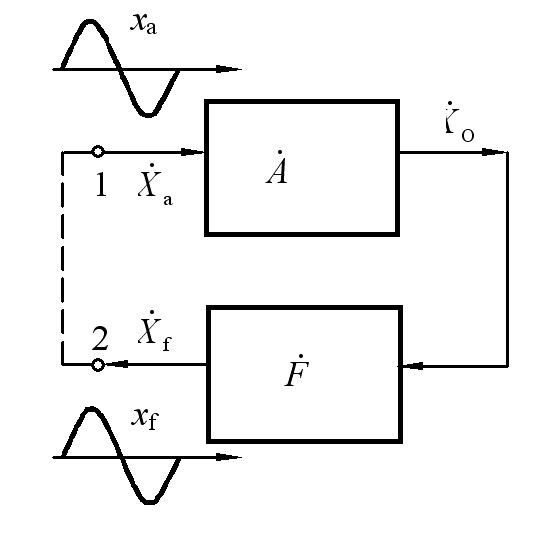 xa
Ȧ
Ẋo
1
Ẋa
2
Ẋf
Ḟ
xf